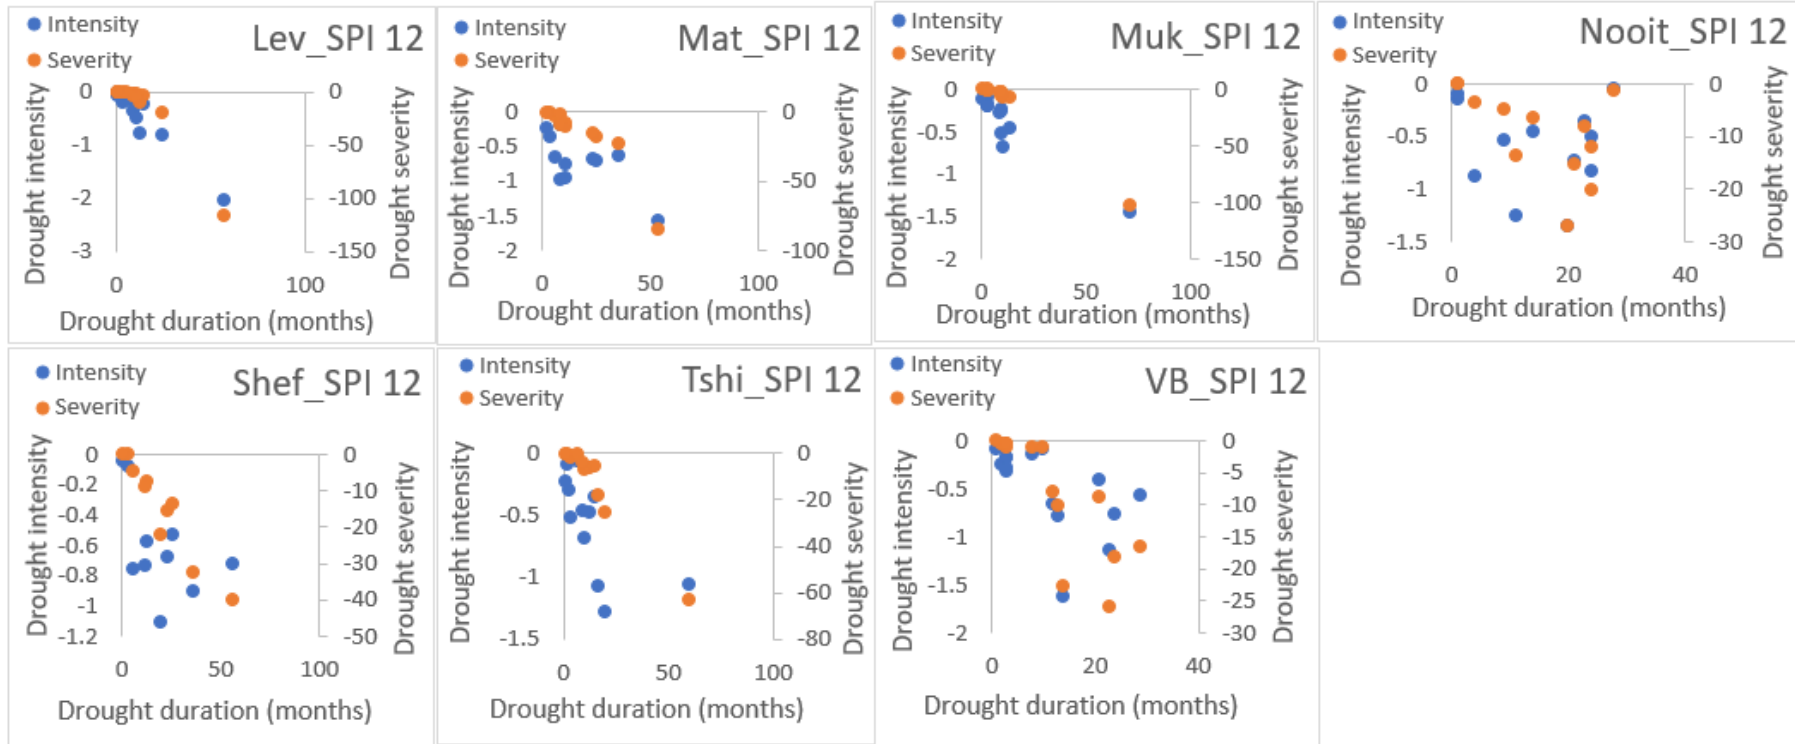 Intensity
Severity
Lev_SPI 12
Drought intensity
0
-1
-2
-3
0
-50
-100
-150
Drought severity
0
100
Drought duration (months)
Intensity
Severity
Mat_SPI 12
Drought intensity
0
-0.5
-1
-1.5
-2
0
-50
-100
Drought severity
0
50
100
Drought duration (months)
Intensity
Severity
Muk_SPI 12
Drought intensity
0
-0.5
-1
-1.5
-2
0
-50
-100
-150
Drought severity
0
50
100
Drought duration (months)
Intensity
Severity
Nooit_SPI 12
Drought intensity
0
-0.5
-1
-1.5
0
-10
-20
-30
Drought severity
0
20
40
Drought duration (months)
Intensity
Severity
Shef_SPI 12
Drought intensity
0
-0.2
-0.4
-0.6
-0.8
-1
-1.2
0
-10
-20
-30
-40
-50
Drought severity
0
50
100
Drought duration (months)
Intensity
Severity
Tshi_SPI 12
Drought intensity
0
-0.5
-1
-1.5
0
-20
-40
-60
-80
Drought severity
0
50
100
Drought duration (months)
Intensity
Severity
VB_SPI 12
Drought intensity
0
-0.5
-1
-1.5
-2
0
-5
-10
-15
-20
-25
-30
Drought severity
0
20
40
Drought duration (months)